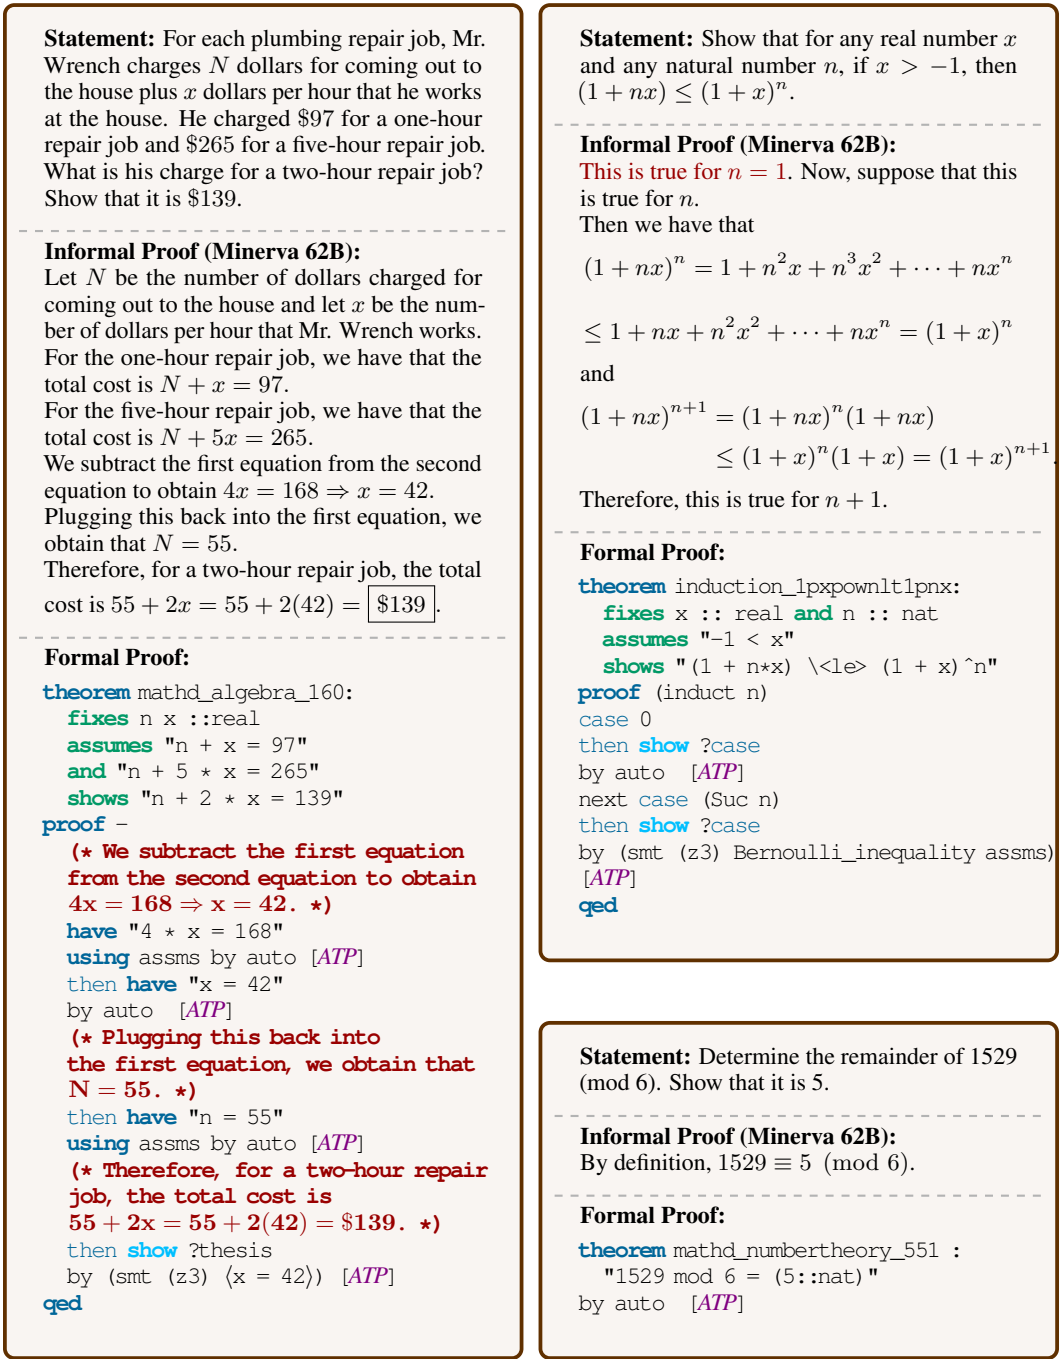 Statement: For each plumbing repair job, Mr.
Wrench charges N dollars for coming out to
the house plus x dollars per hour that he works
at the house. He charged $97 for a one-hour
repair job and $265 for a five-hour repair job.
What is his charge for a two-hour repair job?
Show that it is $139.
Informal Proof (Minerva 62B):
Let N be the number of dollars charged for
coming out to the house and let x be the num-
ber of dollars per hour that Mr. Wrench works.
For the one-hour repair job, we have that the
total cost is N + x = 97.
For the five-hour repair job, we have that the
total cost is N + 5x = 265.
We subtract the first equation from the second
equation to obtain 4x = 168 ⇒ x = 42.
Plugging this back into the first equation, we
obtain that N = 55.
Therefore, for a two-hour repair job, the total
cost is 55 + 2x = 55 + 2(42) = $139.
Formal Proof:
theorem mathd_algebra_160:
fixes n x ::real
assumes "n + x = 97"
and "n + 5 * x = 265"
shows "n + 2 * x = 139"
proof -
(* We subtract the first equation
from the second equation to obtain
4x = 168 ⇒ x = 42. *)
have "4 * x = 168"
using assms by auto [ATP]
then have "x = 42"
by auto [ATP]
(* Plugging this back into
the first equation, we obtain that
N = 55. *)
then have "n = 55"
using assms by auto [ATP]
(* Therefore, for a two-hour repair
job, the total cost is
55 + 2x = 55 + 2(42) = $139. *)
then show ?thesis
by (smt (z3) ⟨x = 42⟩) [ATP]
qed
Statement: Show that for any real number x
and any natural number n, if x > −1, then
(1 + nx) ≤ (1 + x)^n.
Informal Proof (Minerva 62B):
This is true for n = 1. Now, suppose that this
is true for n.
Then we have that
(1 + nx)^n = 1 + n^2x + n^3x^2 + ··· + nx^n
≤ 1 + nx + n^2x^2 + ··· + nx^n = (1 + x)^n
and
(1 + nx)^{n+1} = (1 + nx)^n(1 + nx)
≤ (1 + x)^n(1 + x) = (1 + x)^{n+1}.
Therefore, this is true for n + 1.
Formal Proof:
theorem induction_1pxpownlt1pnx:
fixes x :: real and n :: nat
assumes "-1 < x"
shows "(1 + n*x) \<le> (1 + x)^n"
proof (induct n)
case 0
then show ?case
by auto [ATP]
next case (Suc n)
then show ?case
by (smt (z3) Bernoulli_inequality assms)
[ATP]
qed
Statement: Determine the remainder of 1529
(mod 6). Show that it is 5.
Informal Proof (Minerva 62B):
By definition, 1529 ≡ 5 (mod 6).
Formal Proof:
theorem mathd_numbertheory_551 :
"1529 mod 6 = (5::nat)"
by auto [ATP]